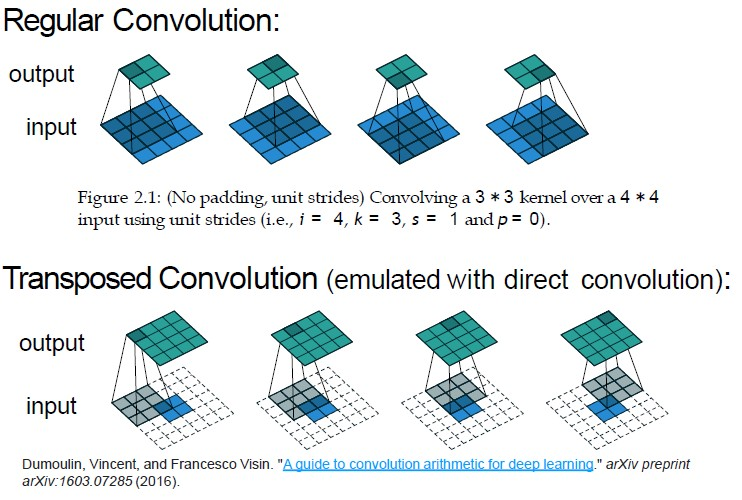 Regular Convolution:
output
input
Figure 2.1: (No padding, unit strides) Convolving a 3 * 3 kernel over a 4 * 4
input using unit strides (i.e., i = 4, k = 3, s = 1 and p = 0).
Transposed Convolution (emulated with direct convolution):
output
input
Dumoulin, Vincent, and Francesco Visin. "A guide to convolution arithmetic for deep learning." arXiv preprint
arXiv:1603.07285 (2016).